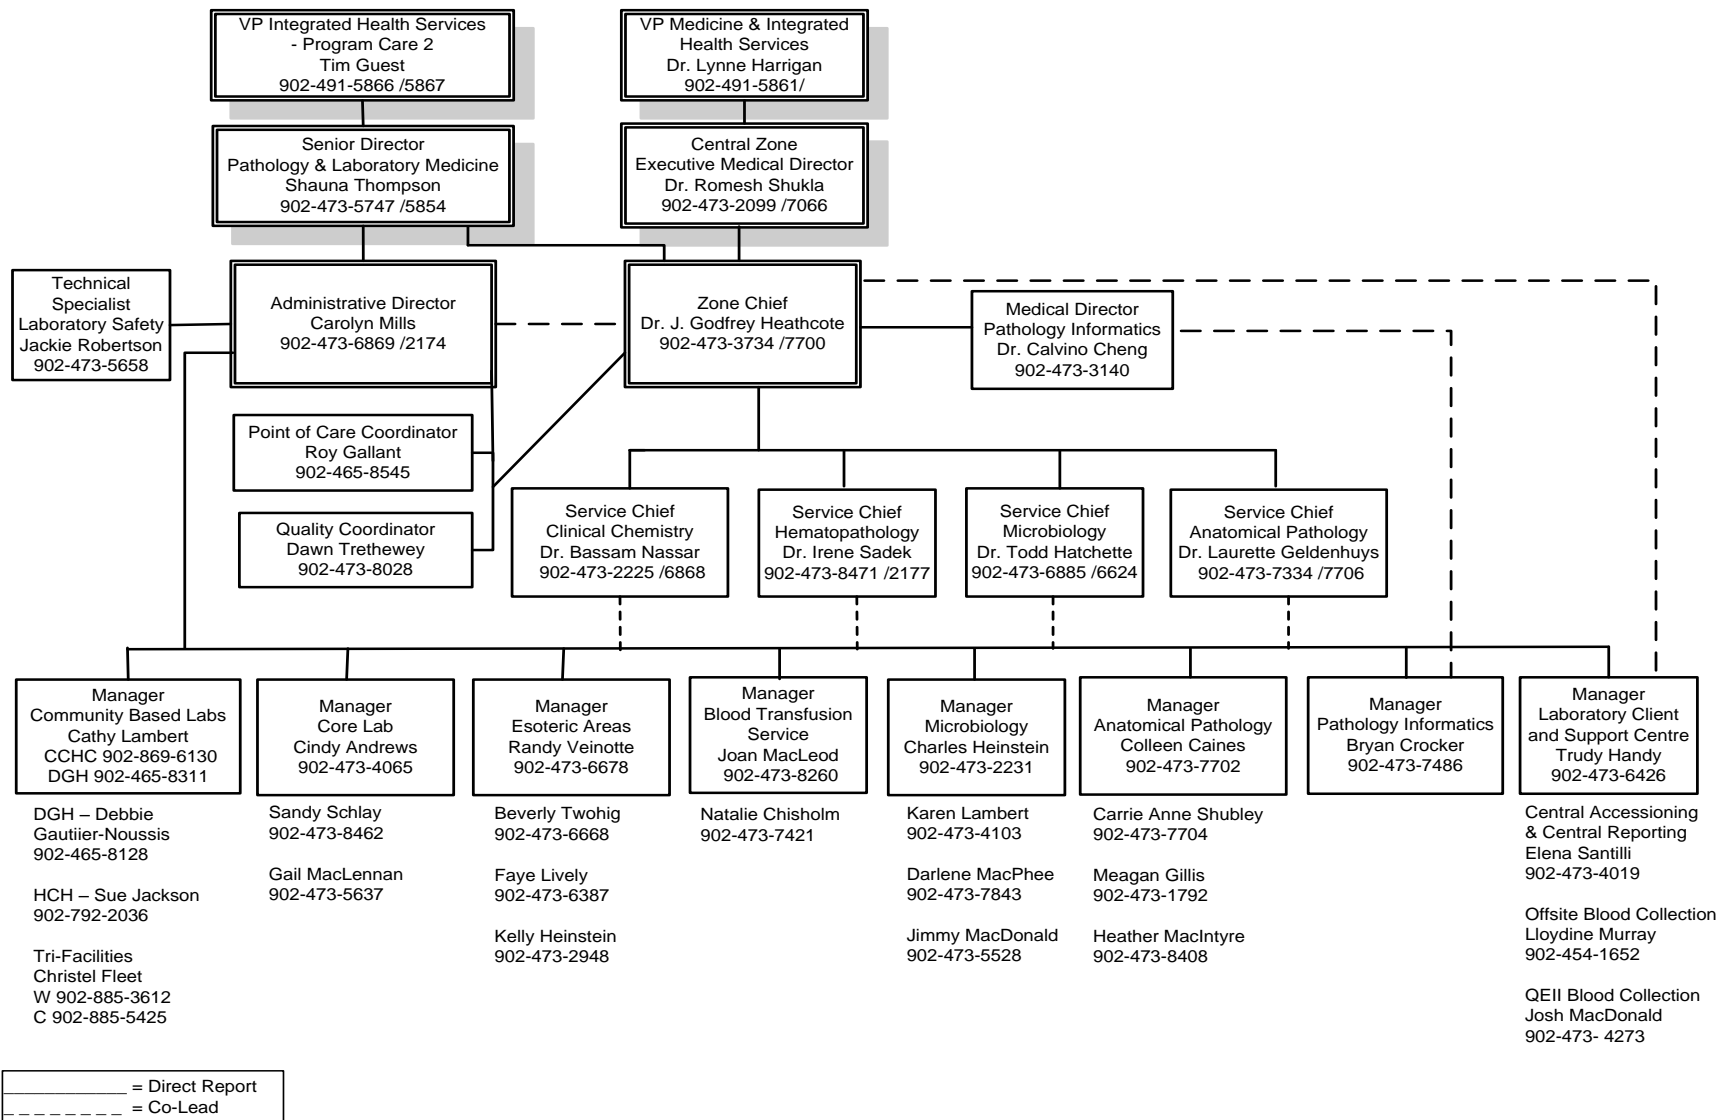 VP Integrated Health Services
- Program Care 2
Tim Guest
902-491-5866 /5867
VP Medicine & Integrated
Health Services
Dr. Lynne Harrigan
902-491-5861/
Senior Director
Pathology & Laboratory Medicine
Shauna Thompson
902-473-5747 /5854
Central Zone
Executive Medical Director
Dr. Romesh Shukla
902-473-2099 /7066
Technical
Specialist
Laboratory Safety
Jackie Robertson
902-473-5658
Administrative Director
Carolyn Mills
902-473-6869 /2174
Zone Chief
Dr. J. Godfrey Heathcote
902-473-3734 /7700
Medical Director
Pathology Informatics
Dr. Calvino Cheng
902-473-3140
Point of Care Coordinator
Roy Gallant
902-465-8545
Quality Coordinator
Dawn Trethewey
902-473-8028
Service Chief
Clinical Chemistry
Dr. Bassam Nassar
902-473-2225 /6868
Service Chief
Hematopathology
Dr. Irene Sadek
902-473-8471 /2177
Service Chief
Microbiology
Dr. Todd Hatchette
902-473-6885 /6624
Service Chief
Anatomical Pathology
Dr. Laurette Geldenhuys
902-473-7334 /7706
Manager
Community Based Labs
Cathy Lambert
CCHC 902-869-6130
DGH 902-465-8311
Manager
Core Lab
Cindy Andrews
902-473-4065
Manager
Esoteric Areas
Randy Veinotte
902-473-6678
Manager
Blood Transfusion
Service
Joan MacLeod
902-473-8260
Manager
Microbiology
Charles Heinstein
902-473-2231
Manager
Anatomical Pathology
Colleen Caines
902-473-7702
Manager
Pathology Informatics
Bryan Crocker
902-473-7486
Manager
Laboratory Client
and Support Centre
Trudy Handy
902-473-6426
DGH – Debbie
Gautiier-Noussis
902-465-8128
HCH – Sue Jackson
902-792-2036
Tri-Facilities
Christel Fleet
W 902-885-3612
C 902-885-5425
Sandy Schlay
902-473-8462
Gail MacLennan
902-473-5637
Beverly Twohig
902-473-6668
Faye Lively
902-473-6387
Kelly Heinstein
902-473-2948
Natalie Chisholm
902-473-7421
Karen Lambert
902-473-4103
Darlene MacPhee
902-473-7843
Jimmy MacDonald
902-473-5528
Carrie Anne Shubley
902-473-7704
Meagan Gillis
902-473-1792
Heather MacIntyre
902-473-8408
Central Accessioning
& Central Reporting
Elena Santilli
902-473-4019
Offsite Blood Collection
Lloydine Murray
902-454-1652
QEII Blood Collection
Josh MacDonald
902-473- 4273
____________ = Direct Report
_ _ _ _ _ _ _ _ = Co-Lead